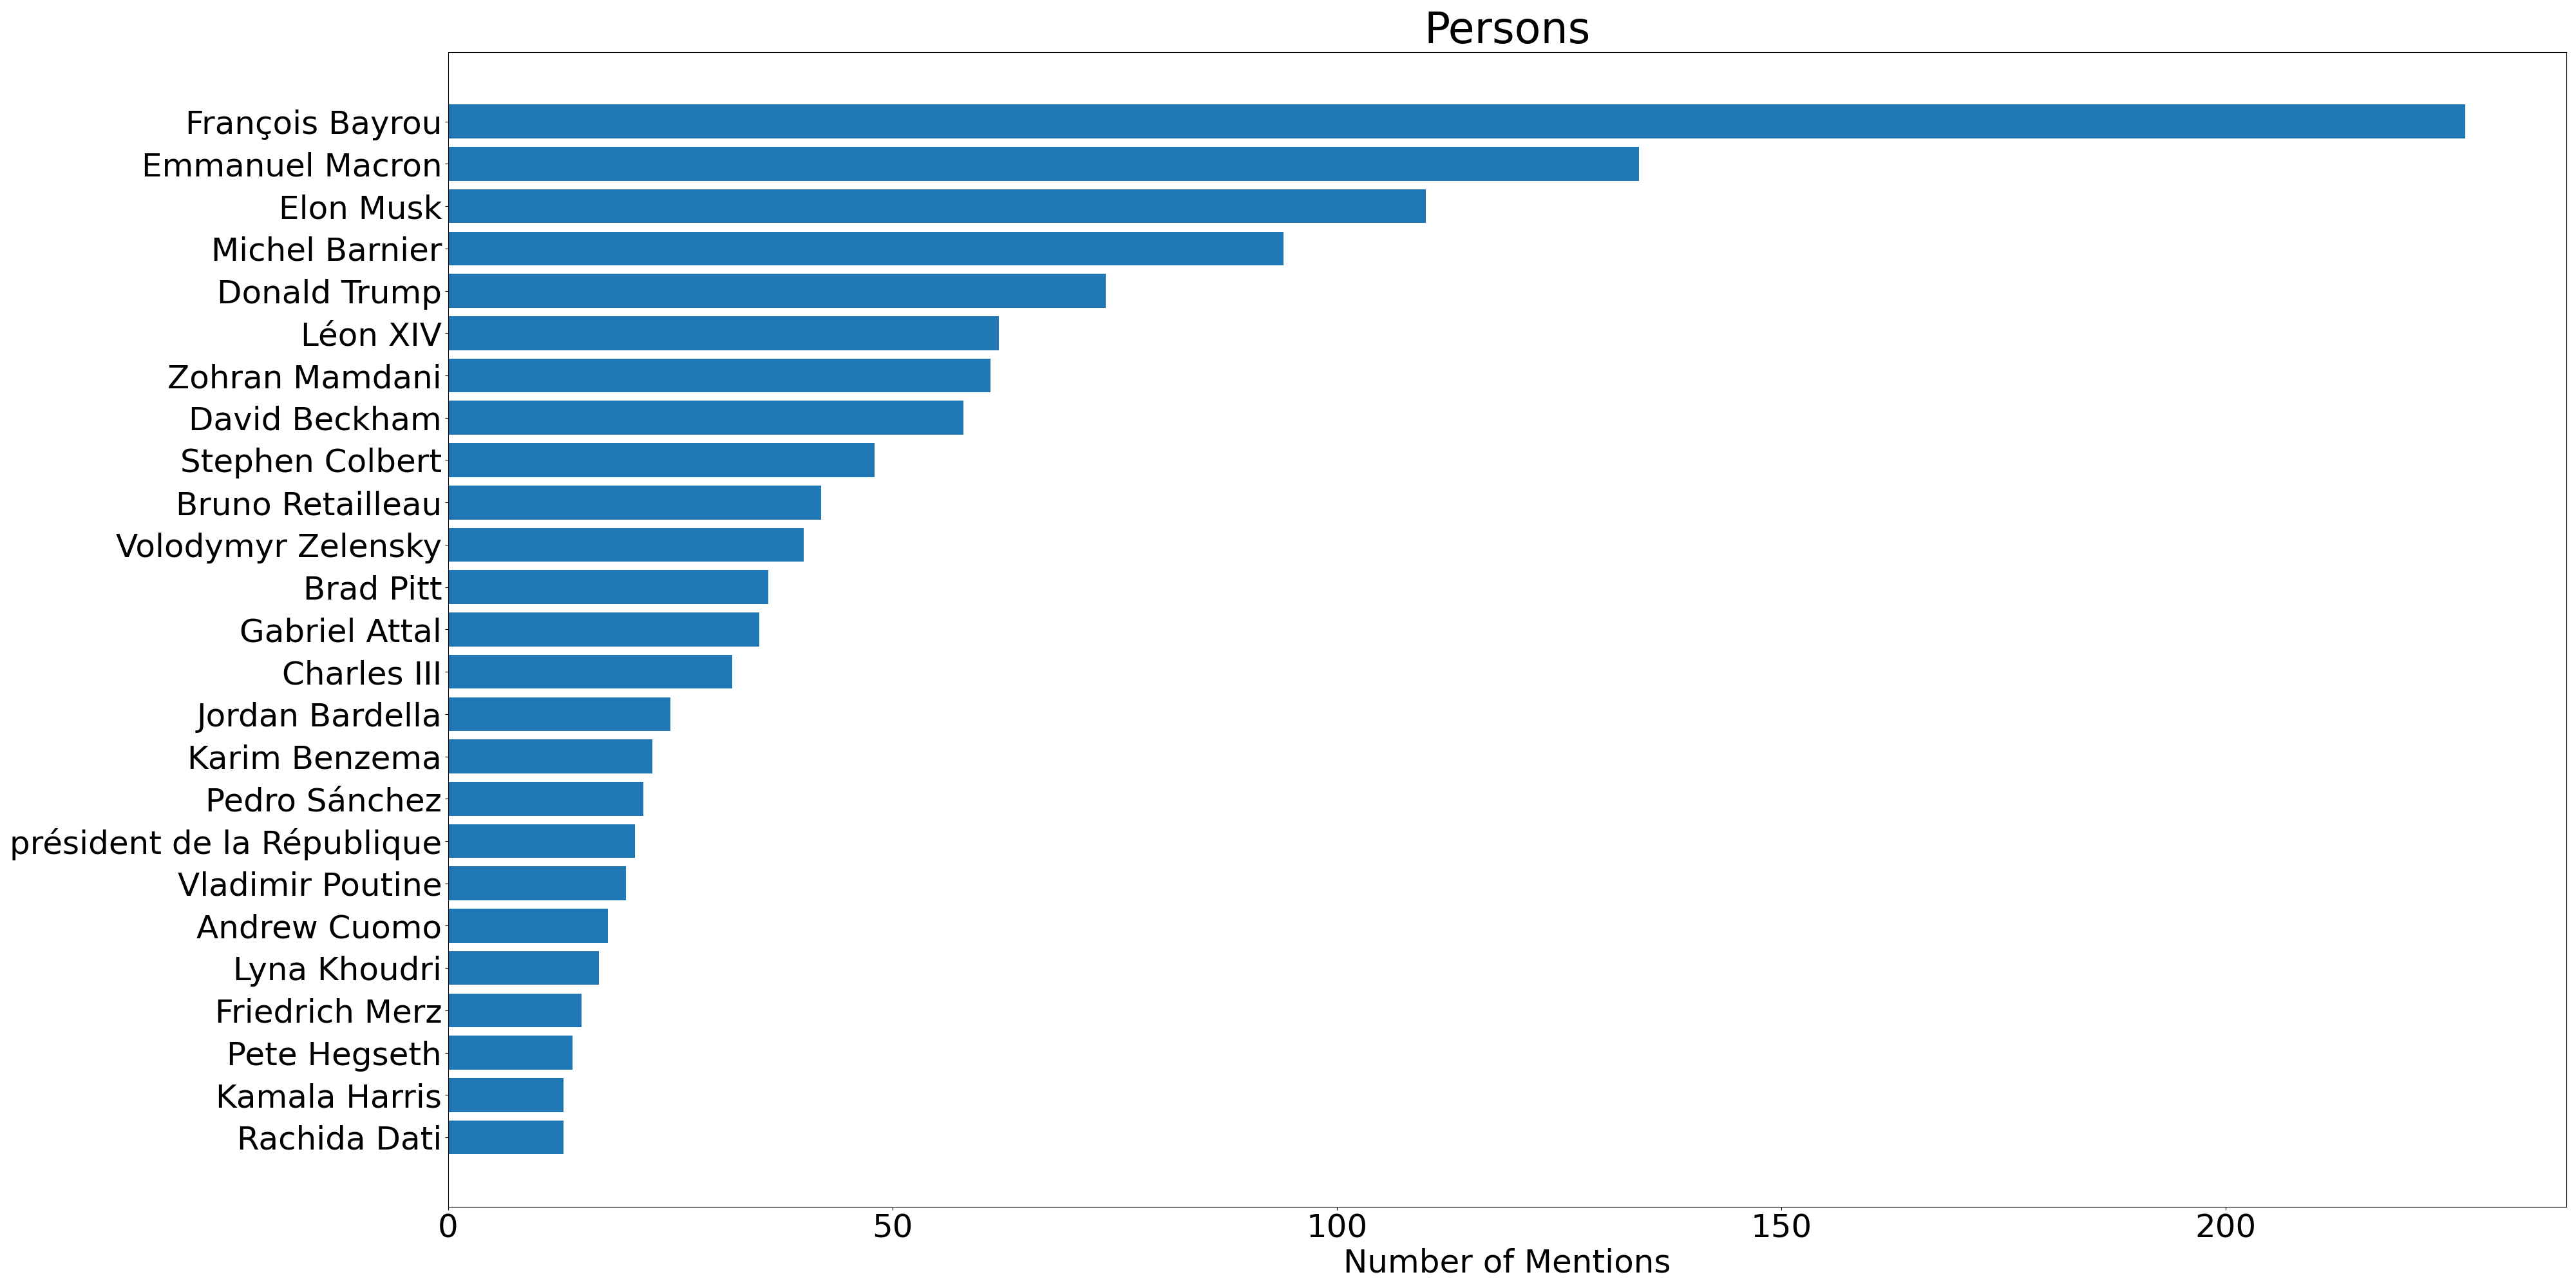 Persons
François Bayrou
Emmanuel Macron
Elon Musk
Michel Barnier
Donald Trump
Léon XIV
Zohran Mamdani
David Beckham
Stephen Colbert
Bruno Retailleau
Volodymyr Zelensky
Brad Pitt
Gabriel Attal
Charles III
Jordan Bardella
Karim Benzema
Pedro Sánchez
président de la République
Vladimir Poutine
Andrew Cuomo
Lyna Khoudri
Friedrich Merz
Pete Hegseth
Kamala Harris
Rachida Dati
0 50 100 150 200
Number of Mentions